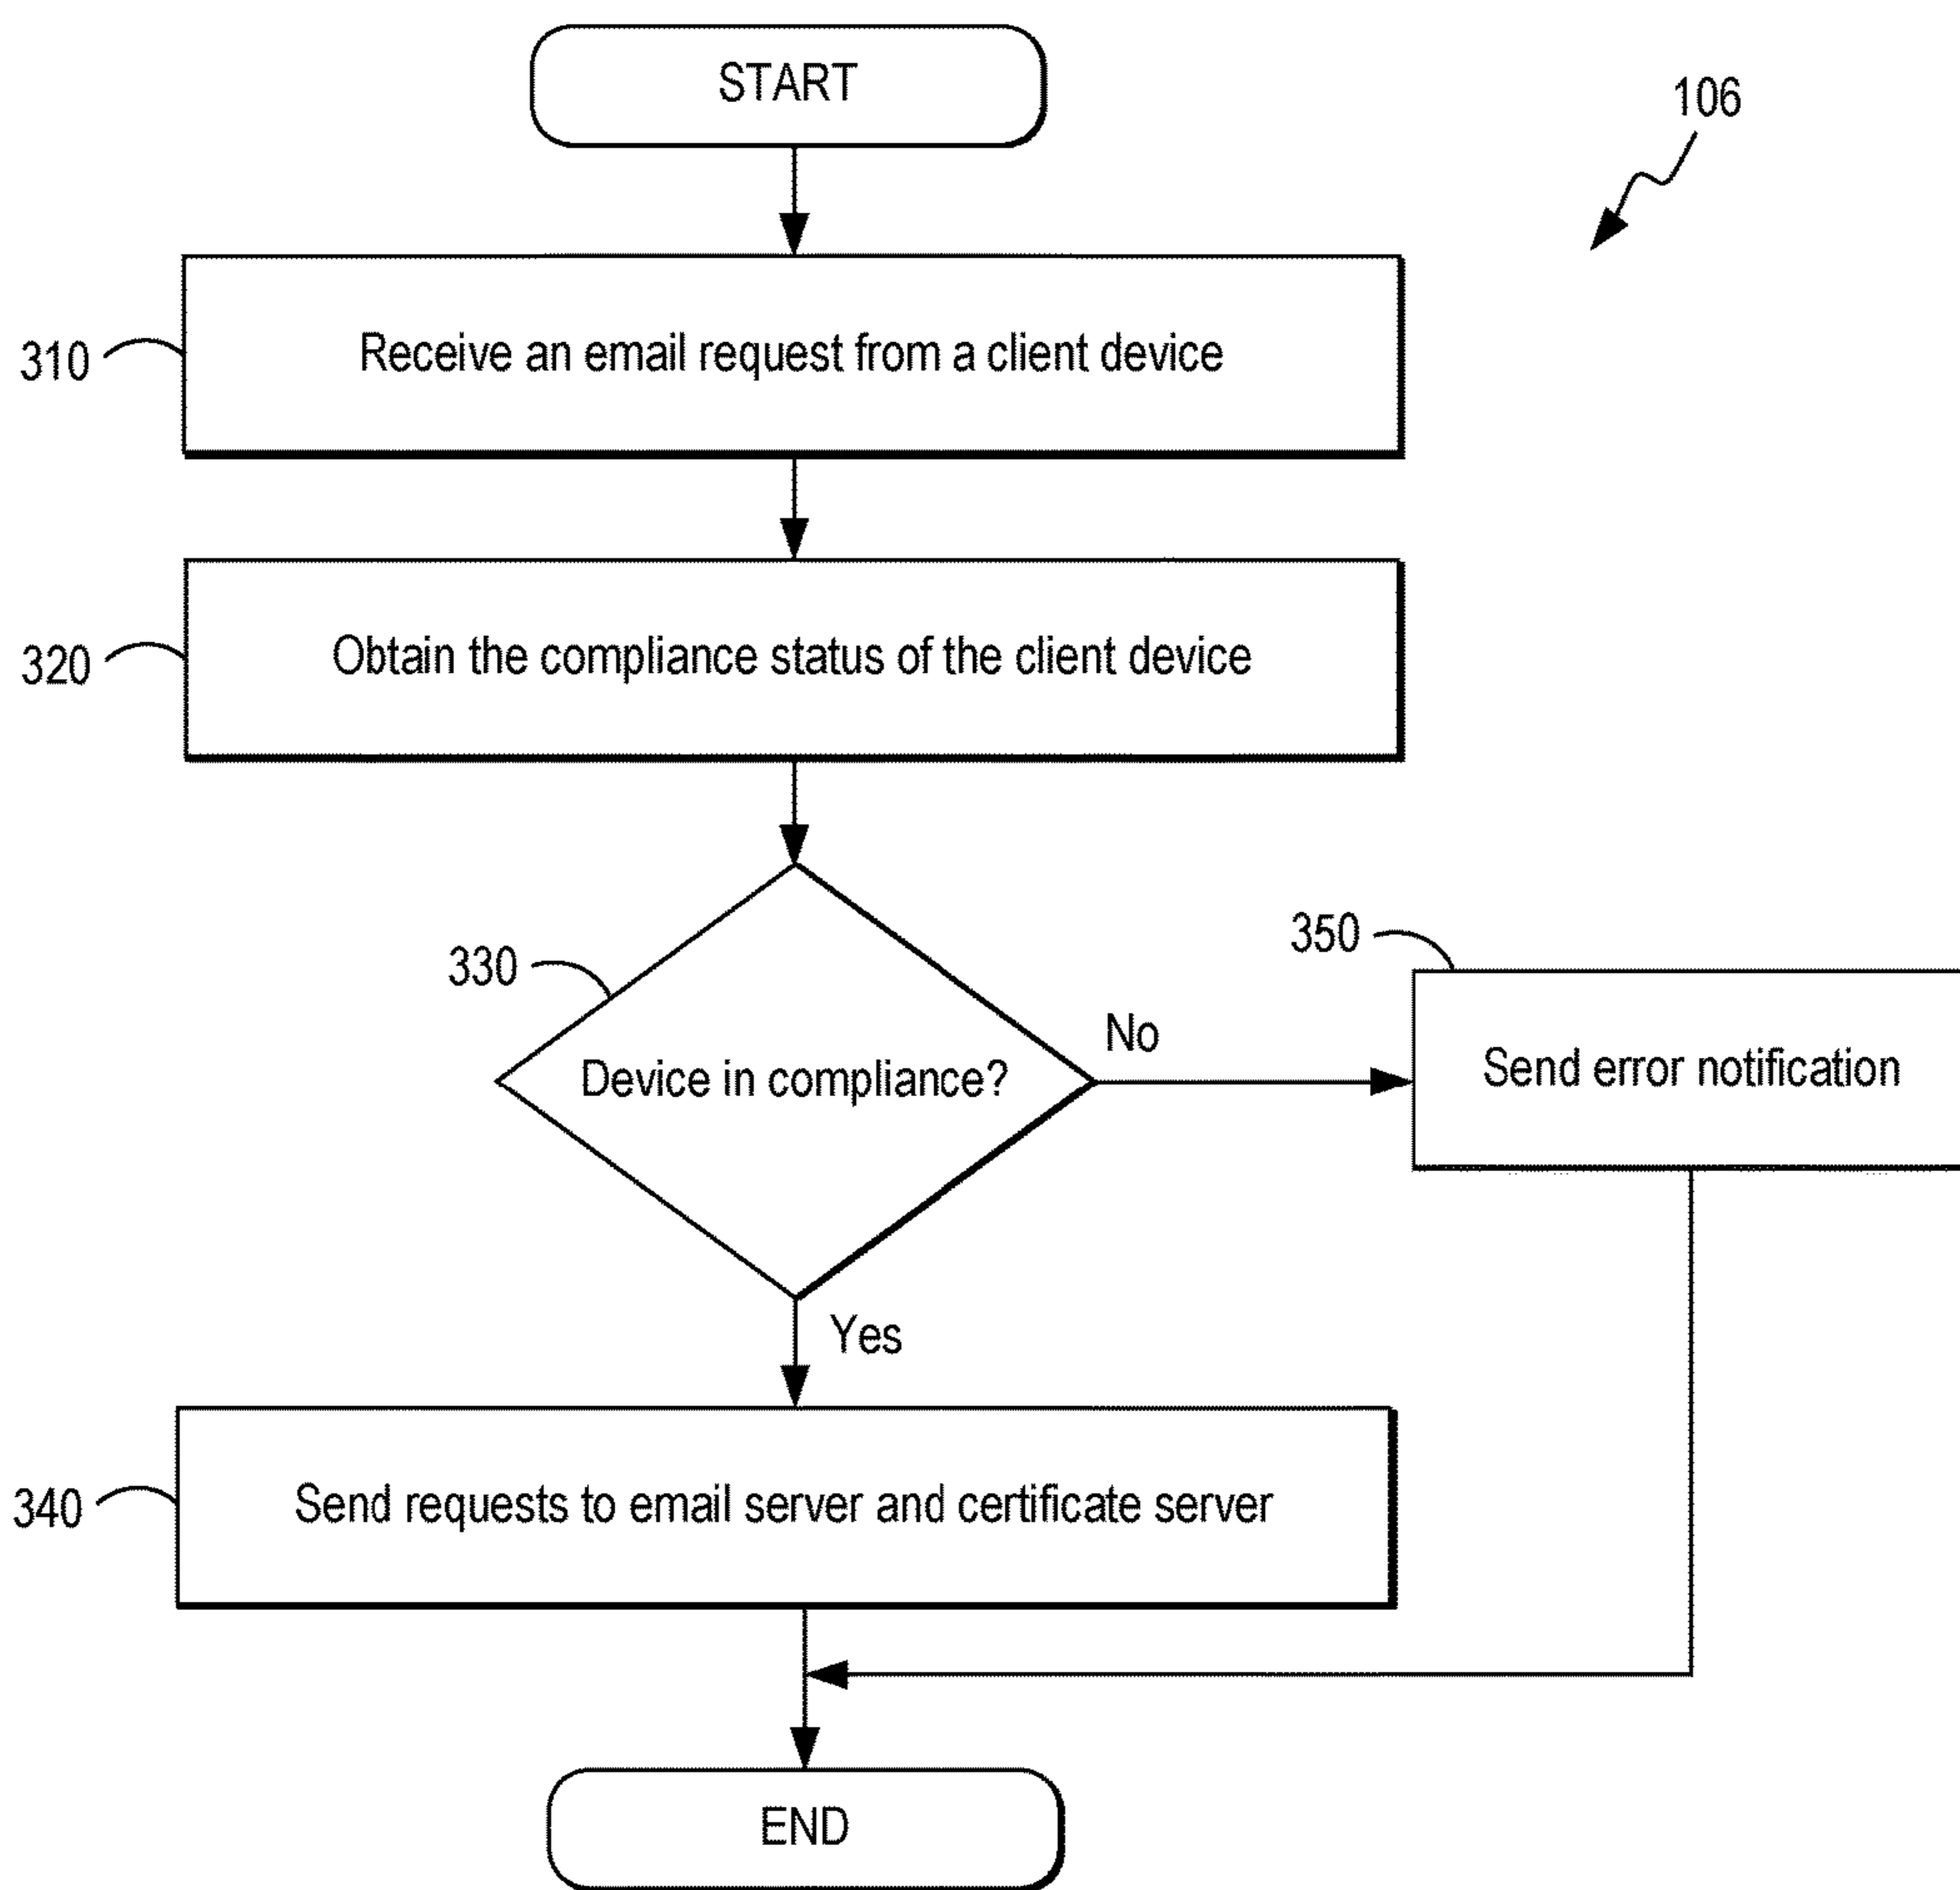 START
106
310
Receive an email request from a client device
320
Obtain the compliance status of the client device
330
Device in compliance?
No
350
Send error notification
Yes
340
Send requests to email server and certificate server
END